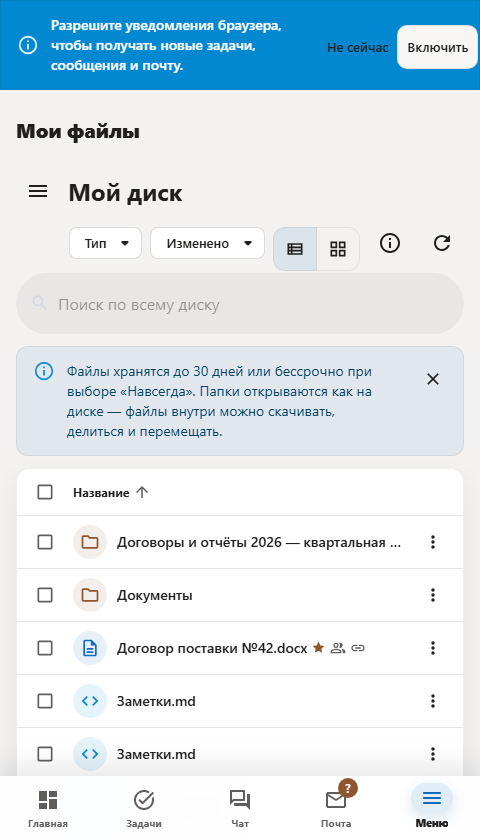 Разрешите уведомления браузера,
чтобы получать новые задачи,
сообщения и почту.
Не сейчас
Включить
Мои файлы
Мой диск
Тип
Изменено
Поиск по всему диску
Файлы хранятся до 30 дней или бессрочно при
выборе «Навсегда». Папки открываются как на
диске — файлы внутри можно скачивать,
делиться и перемещать.
Название
Договоры и отчёты 2026 — квартальная ...
Документы
Договор поставки №42.docx
Заметки.md
Заметки.md
?
Главная
Задачи
Чат
Почта
Меню